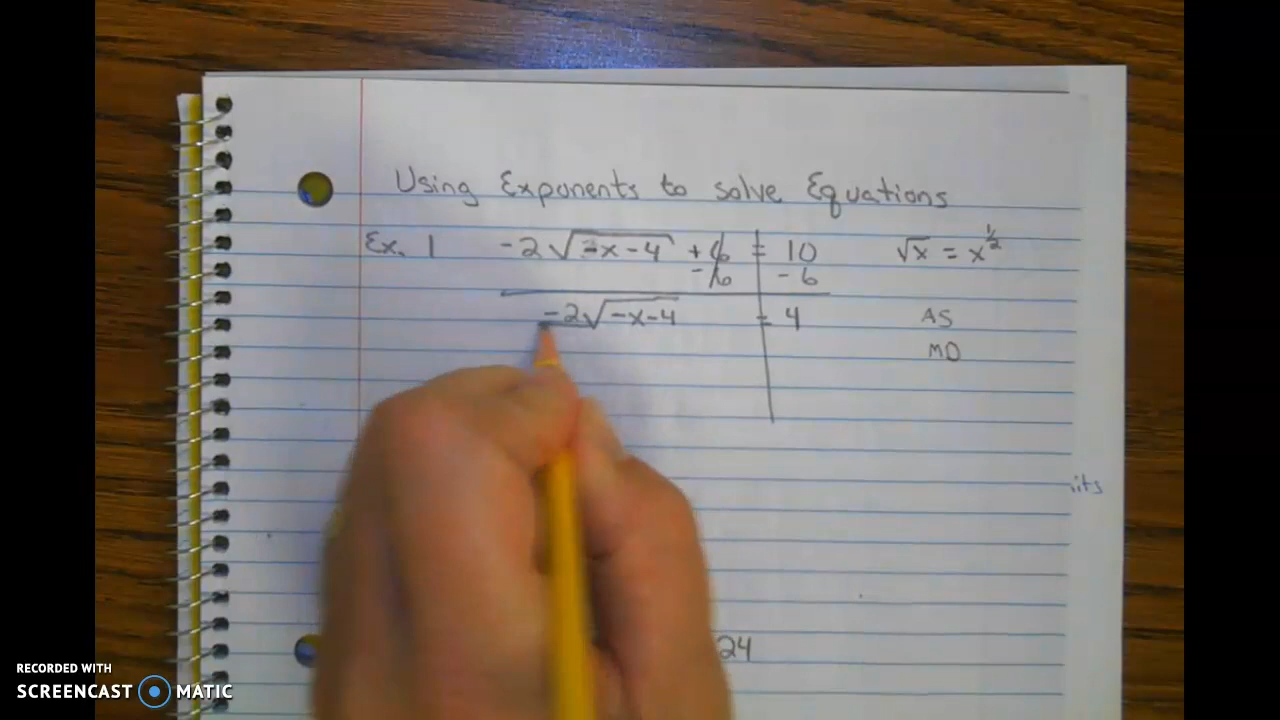 Using Exponents to solve Equations
Ex. 1 -2√-x-4 + 6 = 10 √x = x^½
-6 -6
-2√-x-4 = 4 AS
MD
24
RECORDED WITH
SCREENCAST MATIC